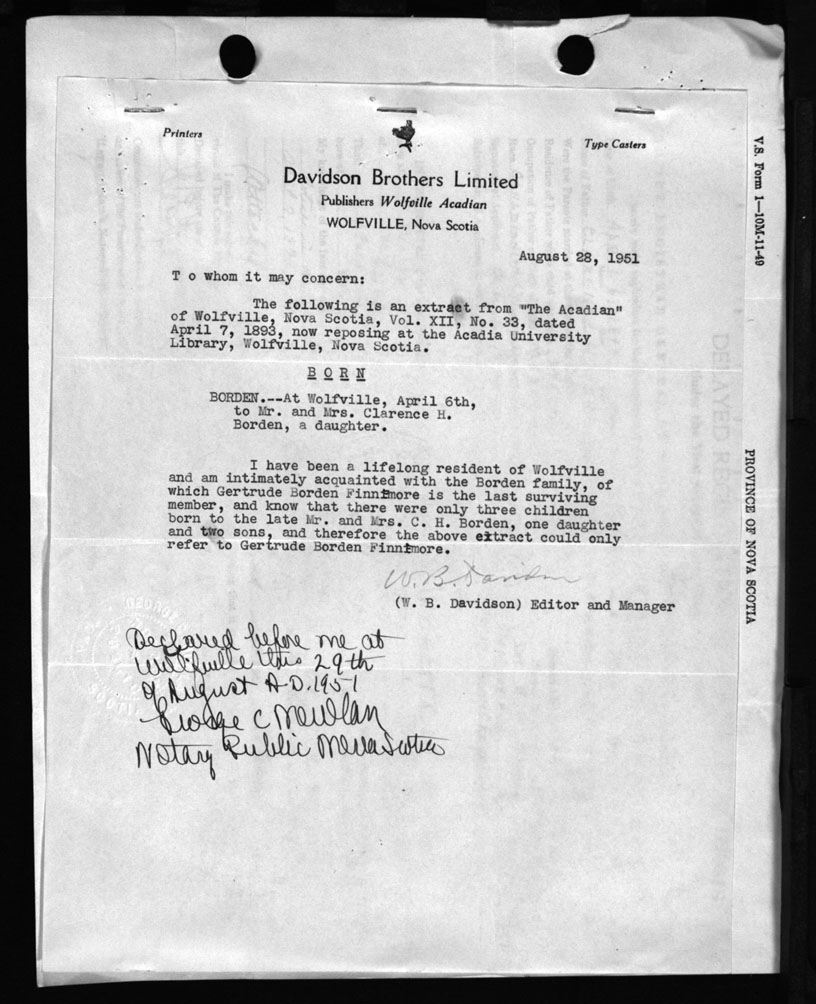 Printers
Type Casters
Davidson Brothers Limited
Publishers Wolfville Acadian
WOLFVILLE, Nova Scotia
August 28, 1951
T o whom it may concern:
The following is an extract from "The Acadian"
of Wolfville, Nova Scotia, Vol. XII, No. 33, dated
April 7, 1893, now reposing at the Acadia University
Library, Wolfville, Nova Scotia.
BORN
BORDEN.--At Wolfville, April 6th,
to Mr. and Mrs. Clarence H.
Borden, a daughter.
I have been a lifelong resident of Wolfville
and am intimately acquainted with the Borden family, of
which Gertrude Borden Finnimore is the last surviving
member, and know that there were only three children
born to the late Mr. and Mrs. C. H. Borden, one daughter
and two sons, and therefore the above extract could only
refer to Gertrude Borden Finnimore.
W. B. Davidson
(W. B. Davidson) Editor and Manager
Declared before me at
Wolfville this 29th
of August A.D. 1951
George C
Notary Public Nova Scotia
V.S. Form 1—10M-11-49
PROVINCE OF NOVA SCOTIA
DELAYED